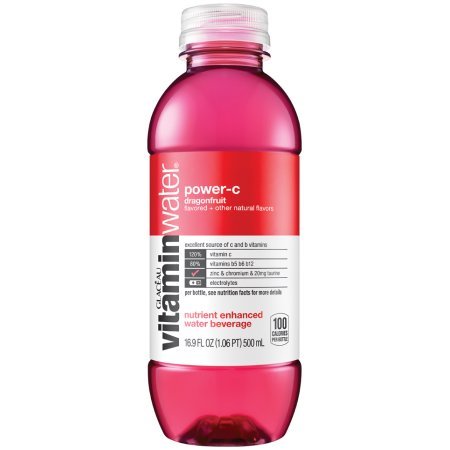 GLACÉAU
vitaminwater®
power-c
dragonfruit
flavored + other natural flavors
excellent source of c and b vitamins
120% vitamin c
80% vitamins b5 b6 b12
zinc & chromium & 20mg taurine
electrolytes
per bottle, see nutrition facts for more details
nutrient enhanced
water beverage
100
CALORIES
PER BOTTLE
16.9 FL OZ (1.06 PT) 500 mL